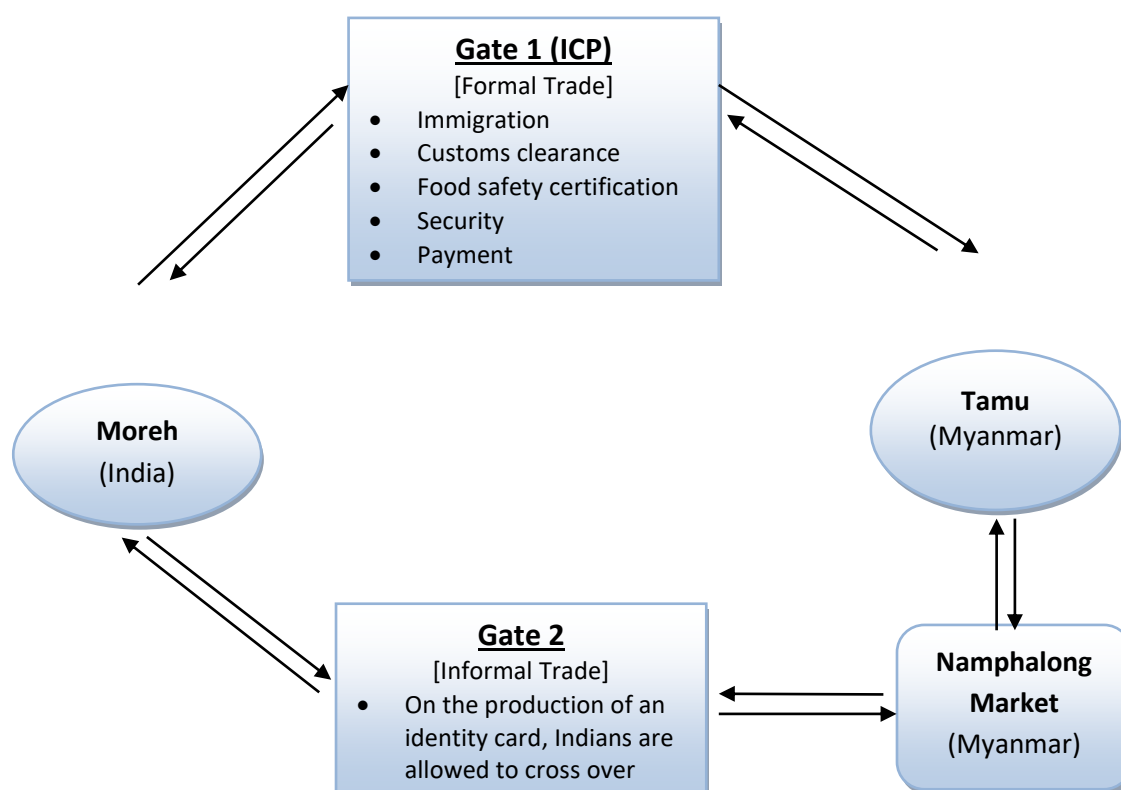 Gate 1 (ICP)
[Formal Trade]
• Immigration
• Customs clearance
• Food safety certification
• Security
• Payment
Moreh
(India)
Tamu
(Myanmar)
Gate 2
[Informal Trade]
• On the production of an
identity card, Indians are
allowed to cross over
Namphalong
Market
(Myanmar)